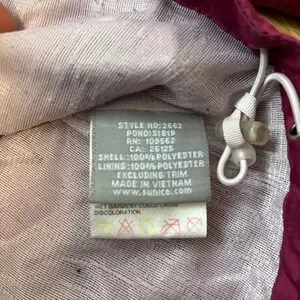 STYLE NO:2662
PONO:S1819
RN: 109562
CA: 26125
SHELL:100% POLYESTER
LINING:100% POLYESTER
EXCLUDING TRIM
MADE IN VIETNAM
www.sunice.com
WET GARMENT COULD CAUSE
DISCOLORATION.